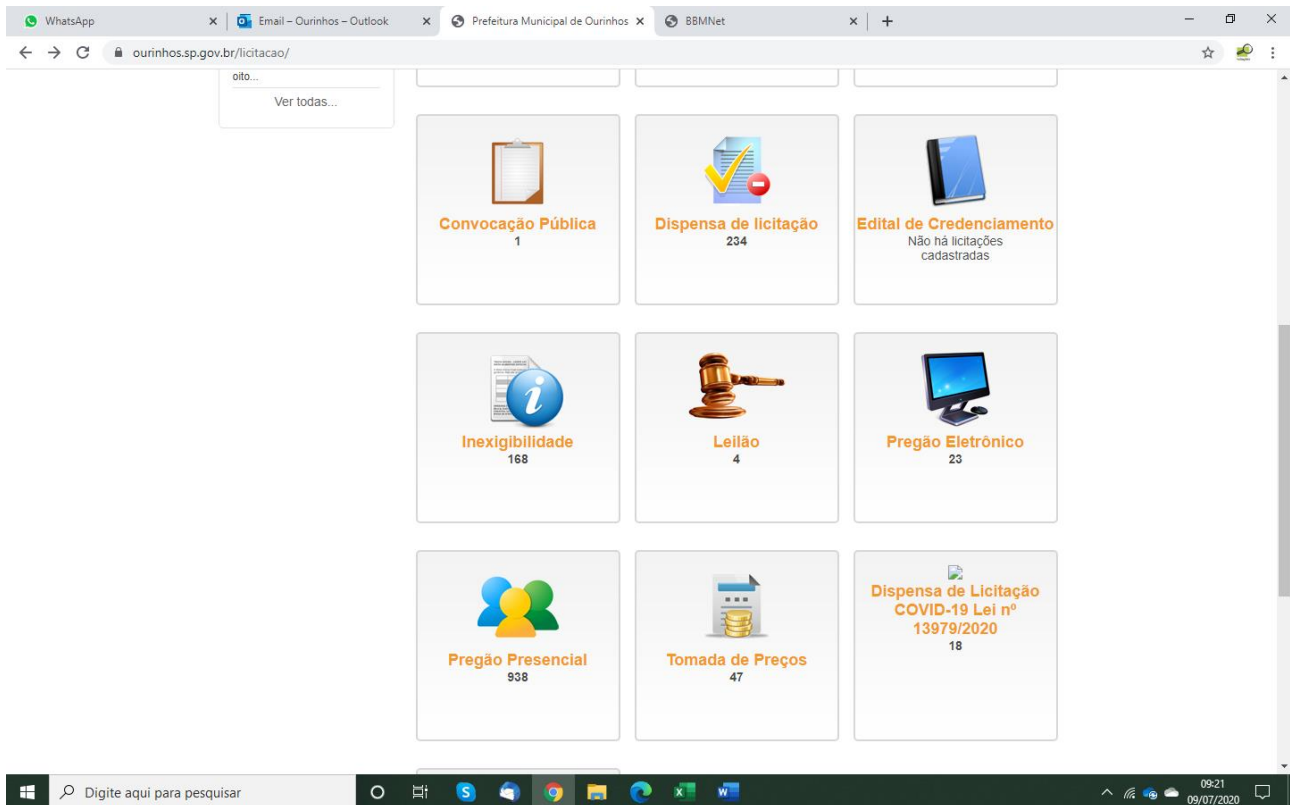 WhatsApp
Email – Ourinhos – Outlook
Prefeitura Municipal de Ourinhos
BBMNet
ourinhos.sp.gov.br/licitacao/
oito...
Ver todas...
Convocação Pública
1
Dispensa de licitação
234
Edital de Credenciamento
Não há licitações
cadastradas
Inexigibilidade
168
Leilão
4
Pregão Eletrônico
23
Pregão Presencial
938
Tomada de Preços
47
Dispensa de Licitação
COVID-19 Lei nº
13979/2020
18
Digite aqui para pesquisar
09:21
09/07/2020